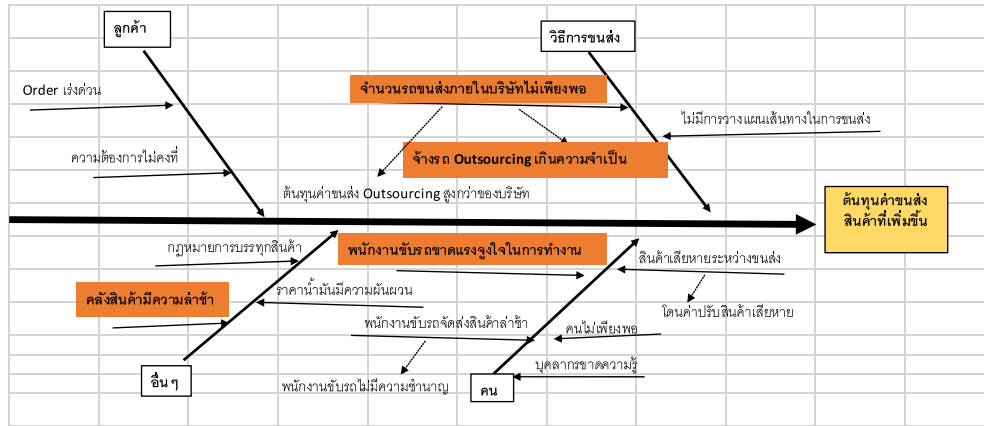 ลูกค้า
วิธีการขนส่ง
Order เร่งด่วน
จำนวนรถขนส่งภายในบริษัทไม่เพียงพอ
ไม่มีการวางแผนเส้นทางในการขนส่ง
ความต้องการไม่คงที่
จ้างรถ Outsourcing เกินความจำเป็น
ต้นทุนค่าขนส่ง Outsourcing สูงกว่าของบริษัท
ต้นทุนค่าขนส่ง
สินค้าที่เพิ่มขึ้น
กฎหมายการบรรทุกสินค้า
พนักงานขับรถขาดแรงจูงใจในการทำงาน
สินค้าเสียหายระหว่างขนส่ง
คลังสินค้ามีความล่าช้า
ราคาน้ำมันมีความผันผวน
โดนค่าปรับสินค้าเสียหาย
พนักงานขับรถจัดส่งสินค้าล่าช้า
คนไม่เพียงพอ
บุคลากรขาดความรู้
อื่น ๆ
พนักงานขับรถไม่มีความชำนาญ
คน